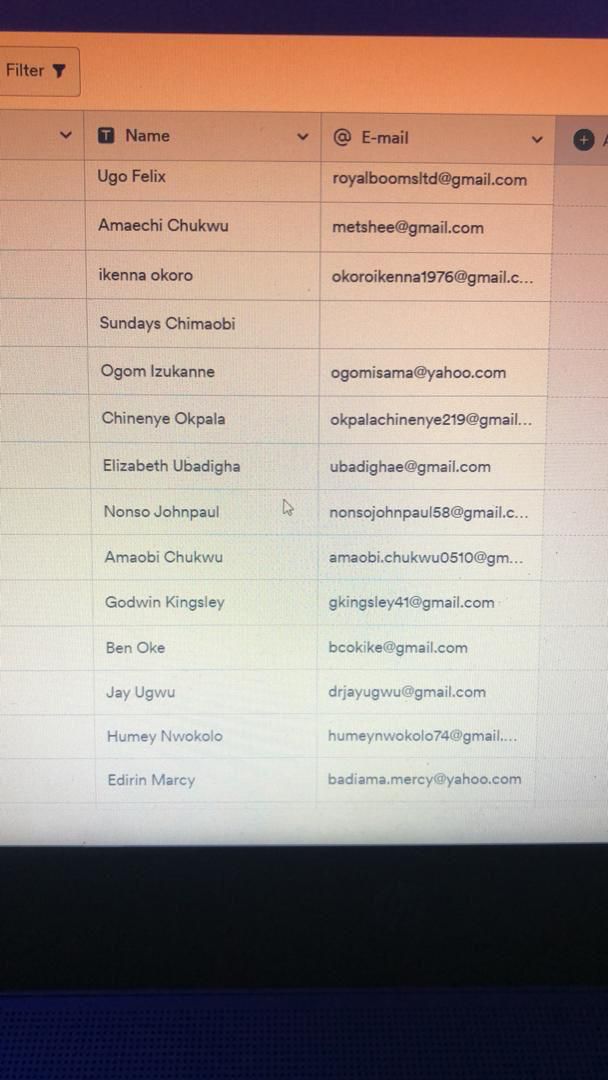 Filter
Name E-mail
Ugo Felix royalboomsltd@gmail.com
Amaechi Chukwu metshee@gmail.com
ikenna okoro okoroikenna1976@gmail.c...
Sundays Chimaobi
Ogom Izukanne ogomisama@yahoo.com
Chinenye Okpala okpalachinenye219@gmail...
Elizabeth Ubadigha ubadighae@gmail.com
Nonso Johnpaul nonsojohnpaul58@gmail.c...
Amaobi Chukwu amaobi.chukwu0510@gm...
Godwin Kingsley gkingsley41@gmail.com
Ben Oke bcokike@gmail.com
Jay Ugwu drjayugwu@gmail.com
Humey Nwokolo humeynwokolo74@gmail....
Edirin Marcy badiama.mercy@yahoo.com